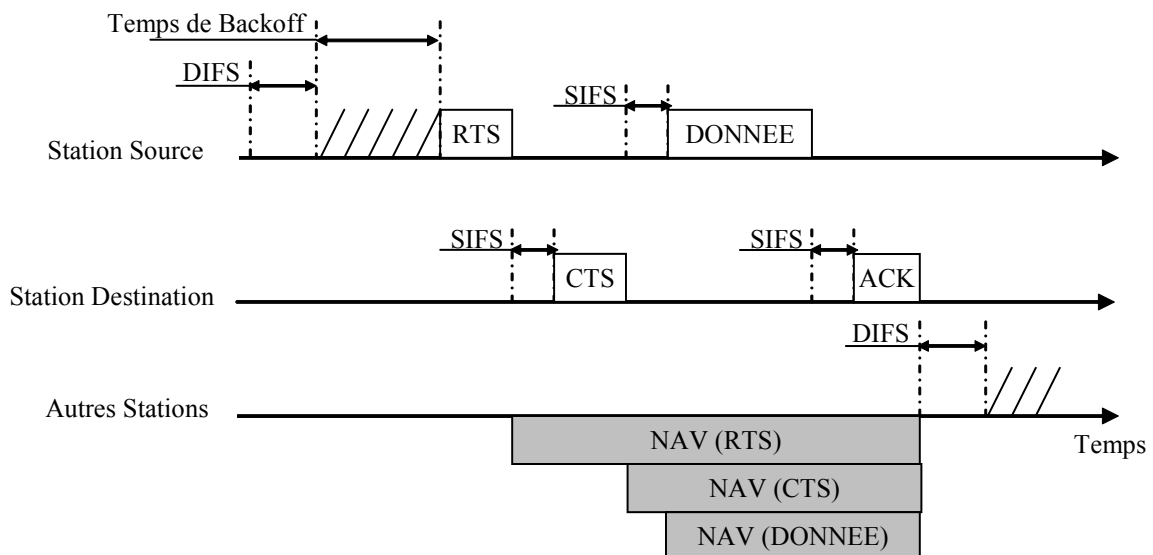 Temps de Backoff
DIFS
SIFS
RTS
DONNEE
Station Source
SIFS
SIFS
CTS
ACK
Station Destination
DIFS
Autres Stations
NAV (RTS)
Temps
NAV (CTS)
NAV (DONNEE)